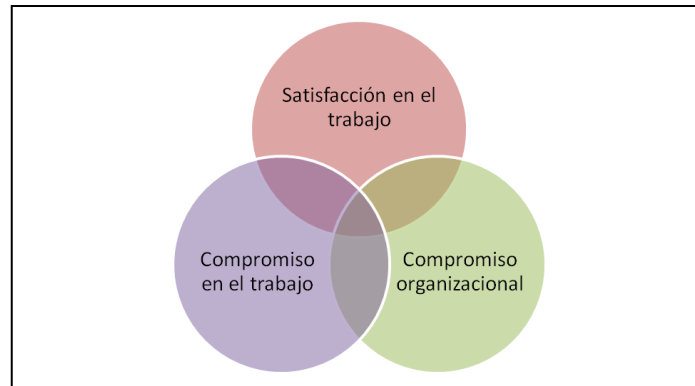 Satisfacción en el
trabajo
Compromiso
en el trabajo
Compromiso
organizacional